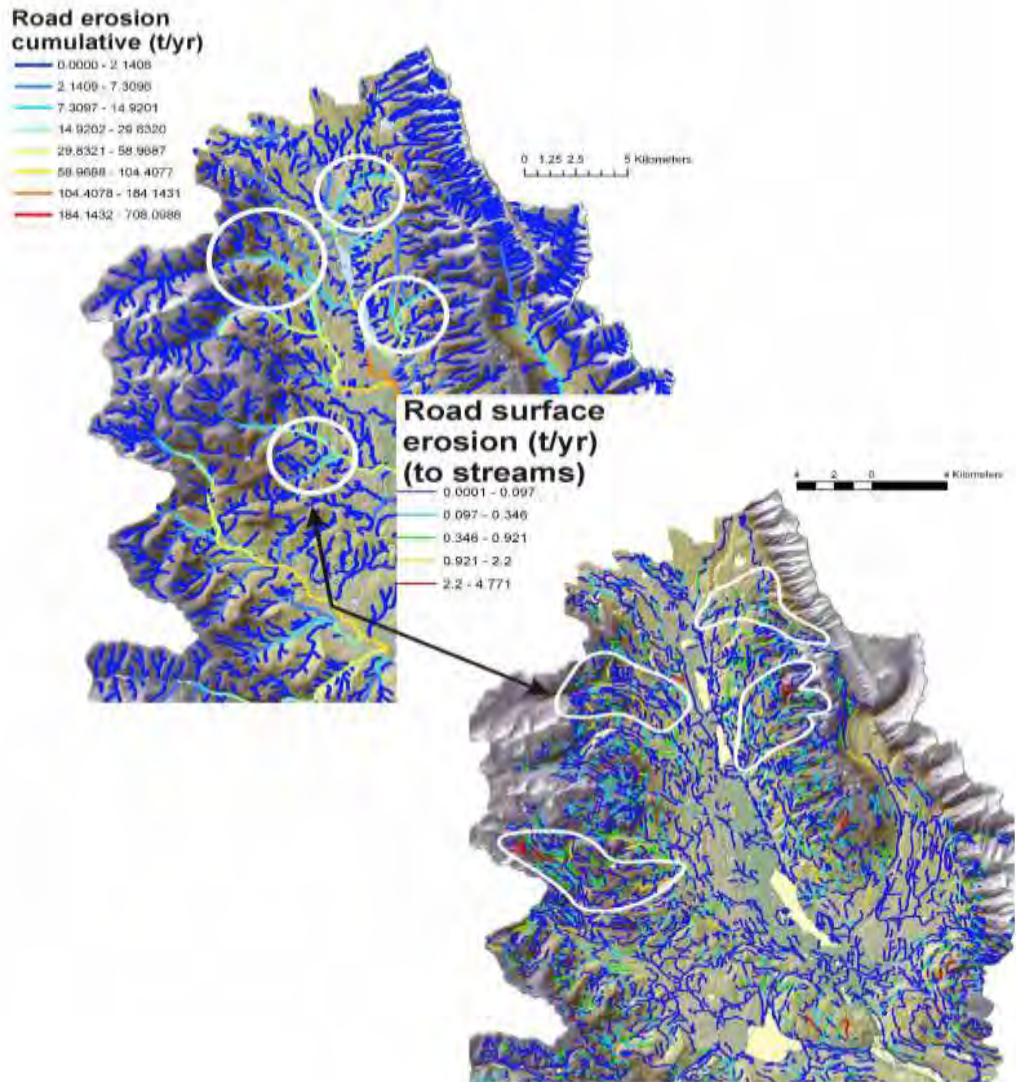 Road erosion
cumulative (t/yr)
0.0000 - 2.1408
2.1409 - 7.3096
7.3097 - 14.9201
14.9202 - 29.8320
29.8321 - 58.9687
58.9688 - 104.4077
104.4078 - 184.1431
184.1432 - 708.0988
0 1.25 2.5 5 Kilometers
Road surface
erosion (t/yr)
(to streams)
0.0001 - 0.097
0.097 - 0.346
0.346 - 0.921
0.921 - 2.2
2.2 - 4.771
4 2 0 4 Kilometers